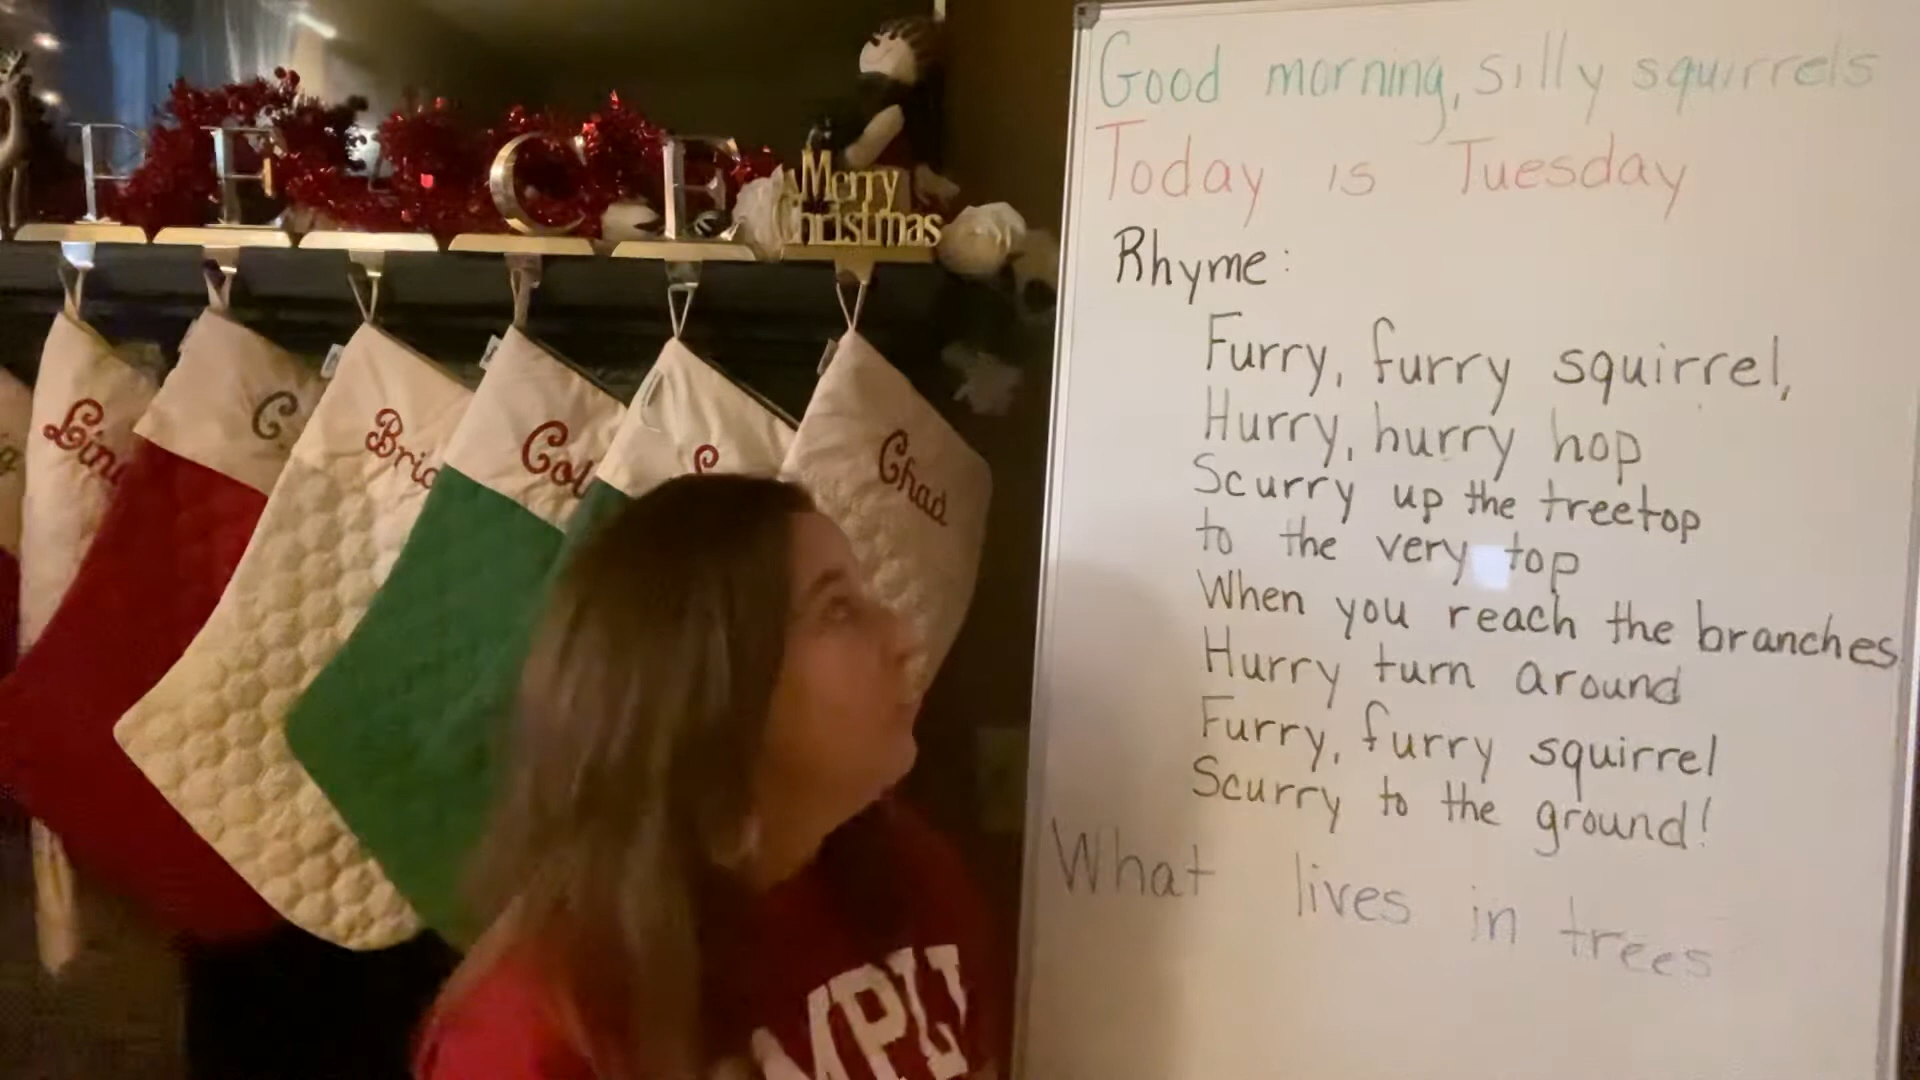 PE CE
Merry
Christmas
C.
Chad
Good morning, silly squirrels
Today is Tuesday
Rhyme:
Furry, furry squirrel,
Hurry, hurry hop
Scurry up the treetop
to the very top
When you reach the branches
Hurry turn around
Furry, furry squirrel
Scurry to the ground!
What lives in trees